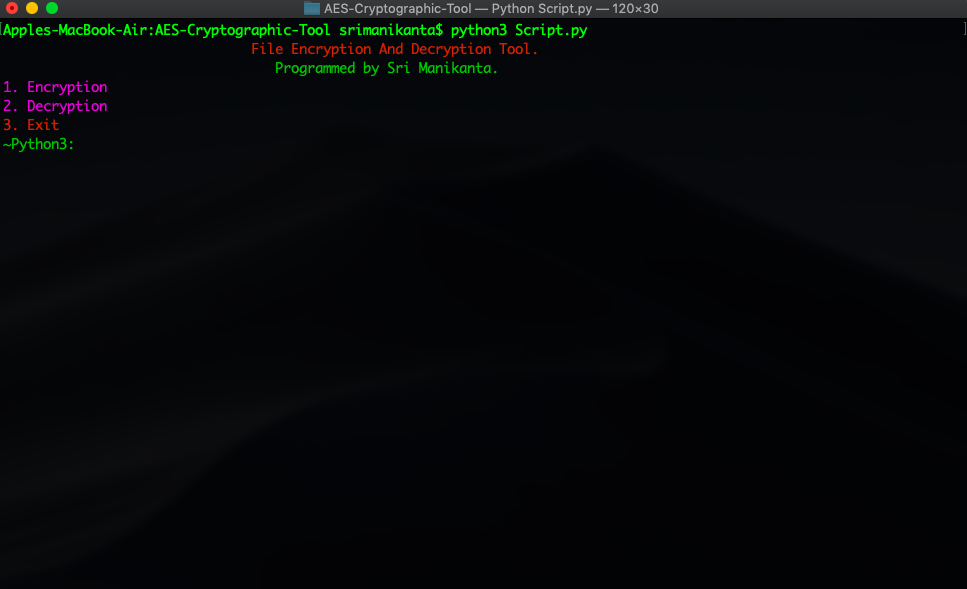 AES-Cryptographic-Tool — Python Script.py — 120×30
[Apples-MacBook-Air:AES-Cryptographic-Tool srimanikanta$ python3 Script.py ]
File Encryption And Decryption Tool.
Programmed by Sri Manikanta.
1. Encryption
2. Decryption
3. Exit
~Python3: